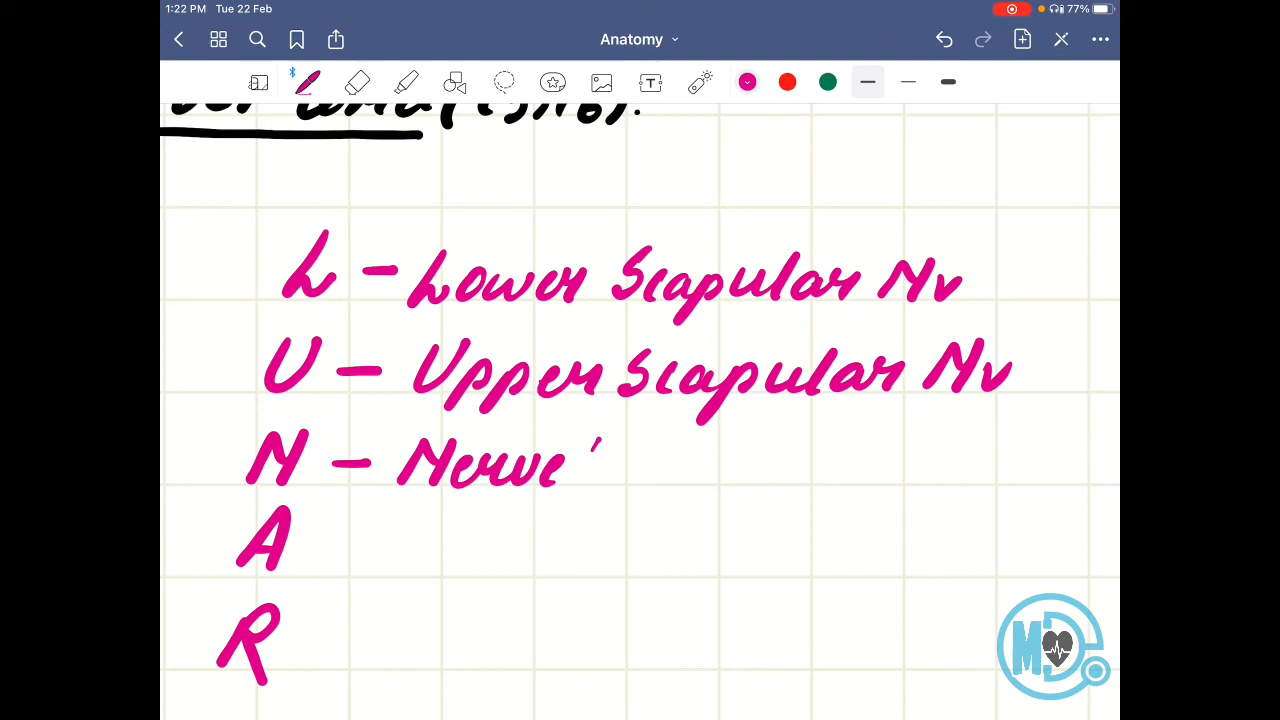 1:22 PM Tue 22 Feb
77%
Anatomy
T
L - Lower Scapular Nv
U - Upper Scapular Nv
N - Nerve
A
R
M